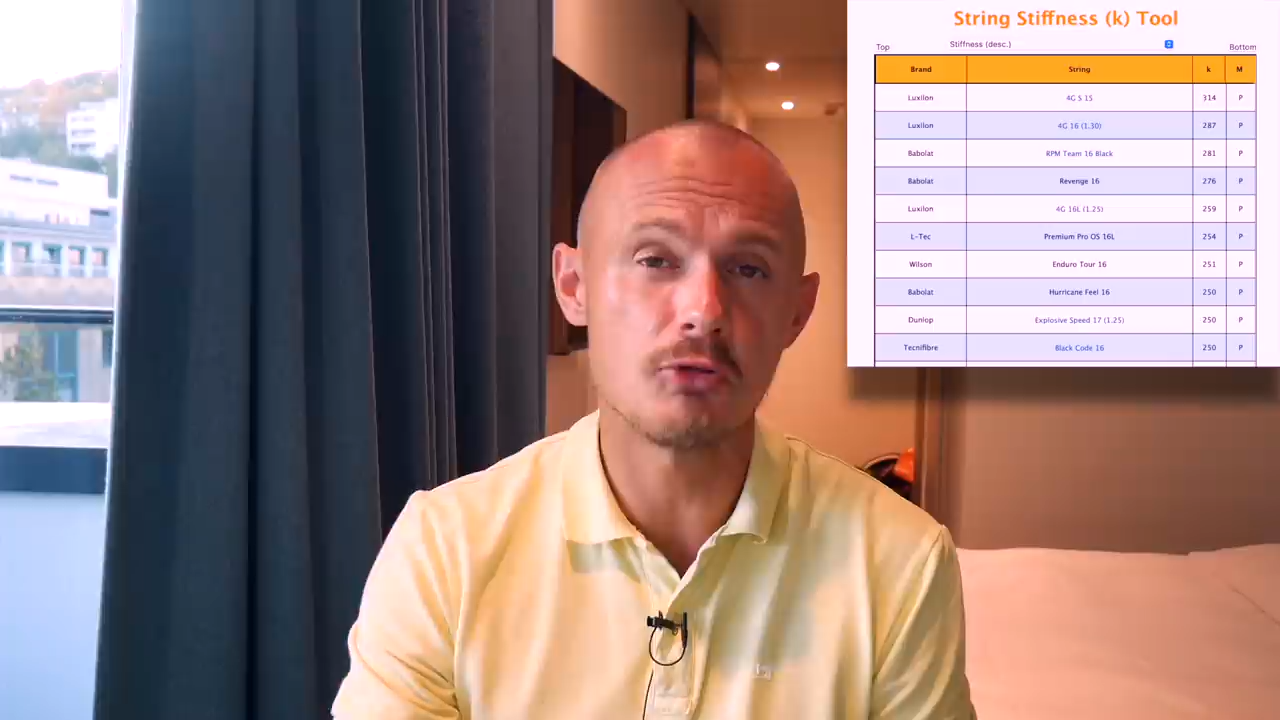 String Stiffness (k) Tool
Top Stiffness (desc.) Bottom
Brand String k M
Luxilon 4G S 15 314 P
Luxilon 4G 16 (1.30) 287 P
Babolat RPM Team 16 Black 281 P
Babolat Revenge 16 276 P
Luxilon 4G 16L (1.25) 259 P
L-Tec Premium Pro OS 16L 254 P
Wilson Enduro Tour 16 251 P
Babolat Hurricane Feel 16 250 P
Dunlop Explosive Speed 17 (1.25) 250 P
Tecnifibre Black Code 16 250 P